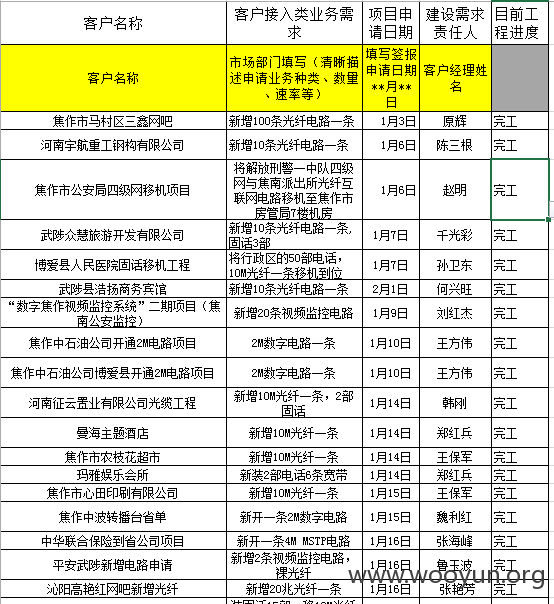 客户名称 客户接入类业务需求 项目申请日期 建设需求责任人 目前工程进度
客户名称 市场部门填写（清晰描述申请业务种类、数量、速率等） 填写签报申请日期**月**日 客户经理姓名
焦作市马村区三鑫网吧 新增100条光纤电路一条 1月3日 原辉 完工
河南宇航重工钢构有限公司 新增10条光纤电路一条 1月6日 陈三根 完工
焦作市公安局四级网移机项目 将解放刑警一中队四级网与焦南派出所光纤互联网电路移机至焦作市房管局7楼机房 1月6日 赵明 完工
武陟众慧旅游开发有限公司 新增10条光纤电路一条,固话3部 1月7日 千光彩 完工
博爱县人民医院固话移机工程 将行政区的50部电话，10M光纤一条移机到位 1月7日 孙卫东 完工
武陟县浩扬商务宾馆 新增10条光纤电路一条 2月1日 何兴旺 完工
“数字焦作视频监控系统”二期项目（焦南公安监控） 新增20条视频监控电路 1月9日 刘红杰 完工
焦作中石油公司开通2M电路项目 2M数字电路一条 1月10日 王方伟 完工
焦作中石油公司博爱县开通2M电路项目 2M数字电路一条 1月10日 王方伟 完工
河南征云置业有限公司光缆工程 新增10M光纤一条，2部固话 1月14日 韩刚 完工
曼海主题酒店 新增10M光纤一条 1月14日 郑红兵 完工
焦作市农枝花超市 新增10M光纤一条 1月14日 王保军 完工
玛雅娱乐会所 新装2部电话6条宽带 1月14日 郑红兵 完工
焦作市心田印刷有限公司 新增10M光纤一条 1月15日 王保军 完工
焦作中波转播台省单 新开一条2M数字电路 1月16日 魏利红 完工
中华联合保险到省公司项目 新开一条4M MSTP电路 1月16日 张海峰 完工
平安武陟新增电路申请 新增2条视频监控电路，裸光纤 1月16日 鲁玉波 完工
沁阳高艳红网吧新增光纤 新增20兆光纤一条 1月16日 张艳芳 完工
www.wooyun.org